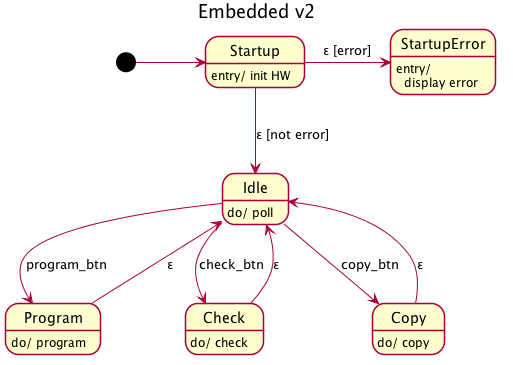 Embedded v2
Startup
entry/ init HW
ε [error]
StartupError
entry/
display error
ε [not error]
Idle
do/ poll
program_btn
ε
check_btn
ε
copy_btn
ε
Program
do/ program
Check
do/ check
Copy
do/ copy